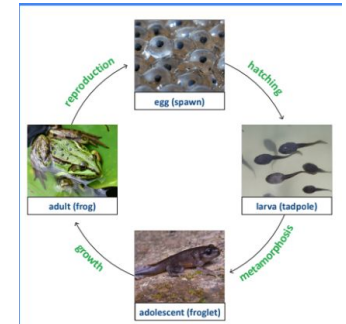 reproduction
egg (spawn)
hatching
adult (frog)
larva (tadpole)
growth
metamorphosis
adolescent (froglet)